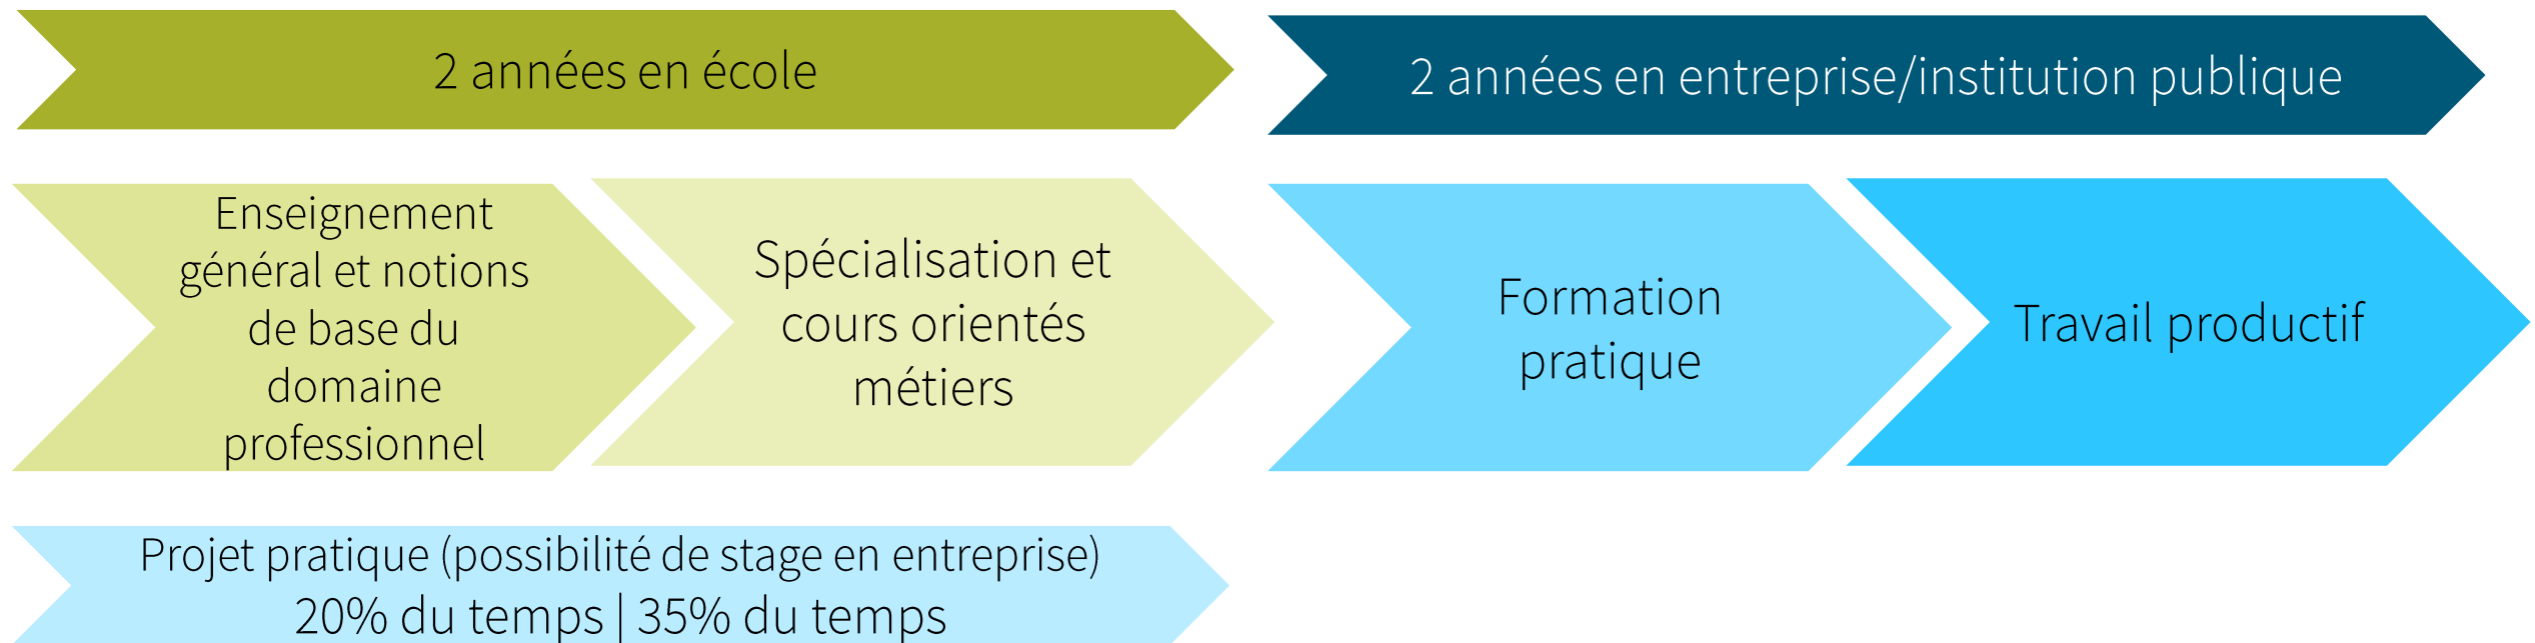 2 années en école
2 années en entreprise/institution publique
Enseignement
général et notions
de base du
domaine
professionnel
Spécialisation et
cours orientés
métiers
Formation
pratique
Travail productif
Projet pratique (possibilité de stage en entreprise)
20% du temps | 35% du temps